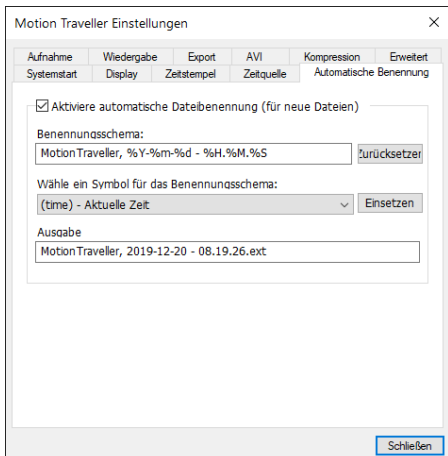 Motion Traveller Einstellungen
Aufnahme Wiedergabe Export AVI Kompression Erweitert
Systemstart Display Zeitstempel Zeitquelle Automatische Benennung
Aktiviere automatische Dateibenennung (für neue Dateien)
Benennungsschema:
MotionTraveller, %Y-%m-%d - %H.%M.%S Zurücksetzen
Wähle ein Symbol für das Benennungsschema:
(time) - Aktuelle Zeit Einsetzen
Ausgabe
MotionTraveller, 2019-12-20 - 08.19.26.ext
Schließen